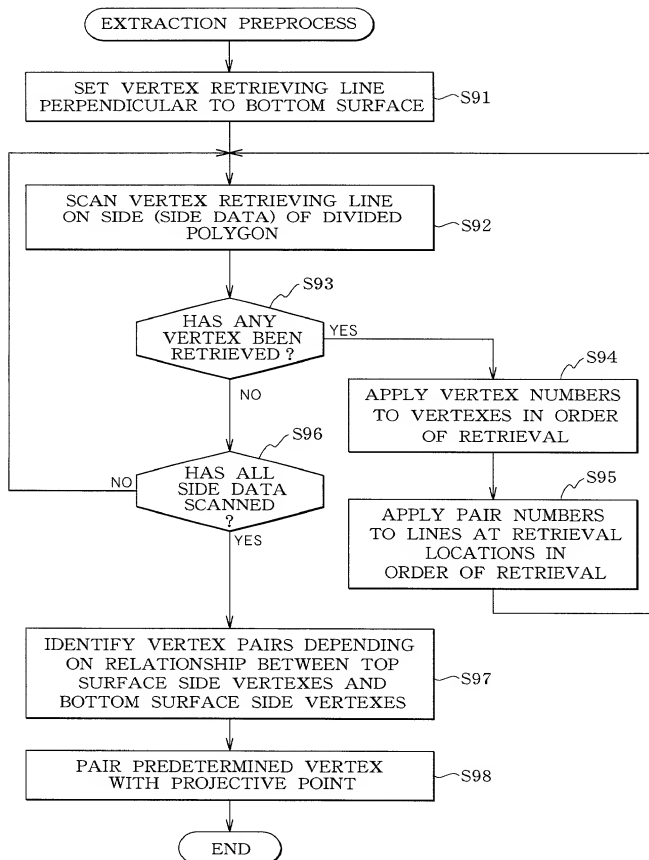 EXTRACTION PREPROCESS
SET VERTEX RETRIEVING LINE
PERPENDICULAR TO BOTTOM SURFACE
S91
SCAN VERTEX RETRIEVING LINE
ON SIDE (SIDE DATA) OF DIVIDED
POLYGON
S92
S93
HAS ANY
VERTEX BEEN
RETRIEVED?
YES
NO
S94
APPLY VERTEX NUMBERS
TO VERTEXES IN ORDER
OF RETRIEVAL
S96
HAS ALL
SIDE DATA
SCANNED
?
NO
YES
S95
APPLY PAIR NUMBERS
TO LINES AT RETRIEVAL
LOCATIONS IN
ORDER OF RETRIEVAL
IDENTIFY VERTEX PAIRS DEPENDING
ON RELATIONSHIP BETWEEN TOP
SURFACE SIDE VERTEXES AND
BOTTOM SURFACE SIDE VERTEXES
S97
PAIR PREDETERMINED VERTEX
WITH PROJECTIVE POINT
S98
END